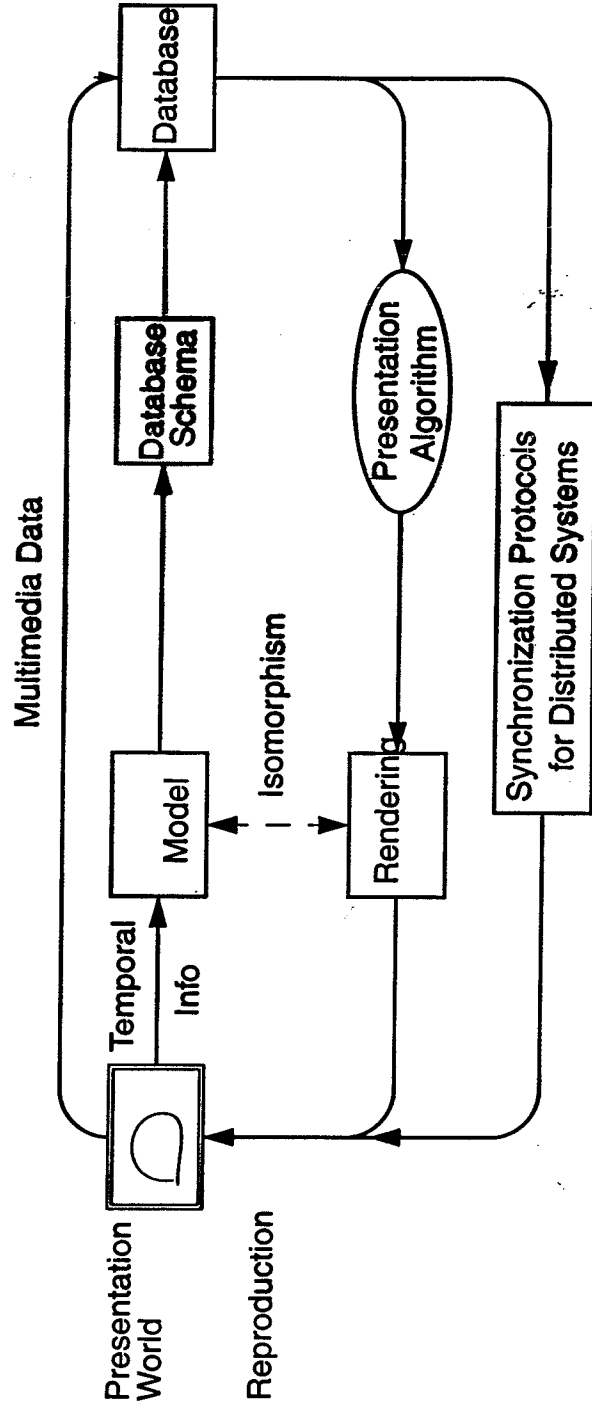 Multimedia Data
Presentation
World
Temporal
Info
Model
Database
Schema
Database
Isomorphism
Reproduction
Rendering
Presentation
Algorithm
Synchronization Protocols
for Distributed Systems